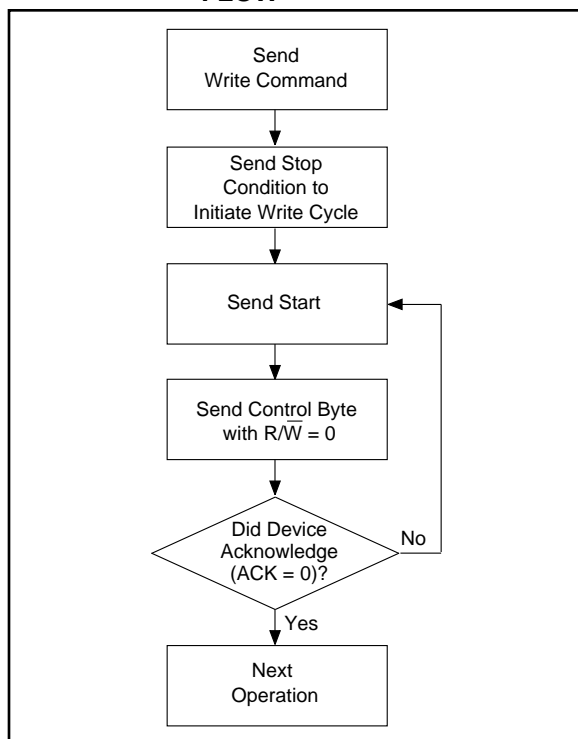 Send
Write Command
Send Stop
Condition to
Initiate Write Cycle
Send Start
Send Control Byte
with R/W̅ = 0
Did Device
Acknowledge
(ACK = 0)?
No
Yes
Next
Operation